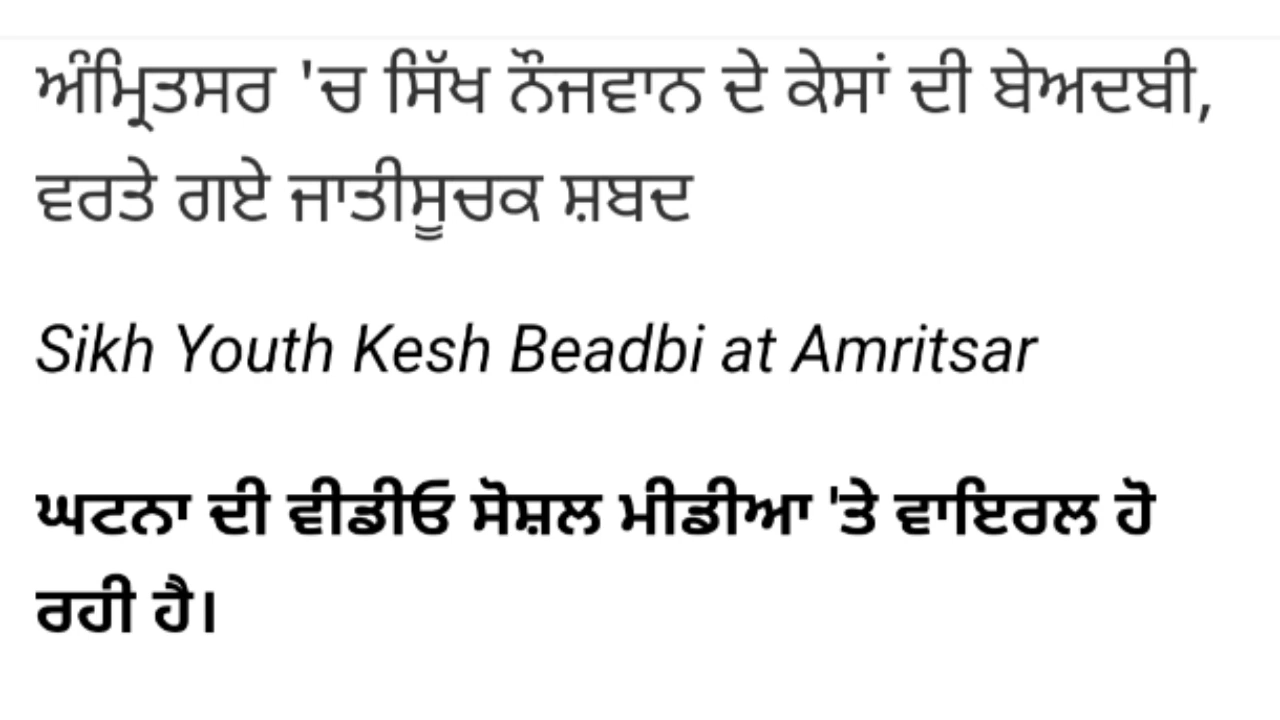 ਅੰਮ੍ਰਿਤਸਰ 'ਚ ਸਿੱਖ ਨੌਜਵਾਨ ਦੇ ਕੇਸਾਂ ਦੀ ਬੇਅਦਬੀ,
ਵਰਤੇ ਗਏ ਜਾਤੀਸੂਚਕ ਸ਼ਬਦ
Sikh Youth Kesh Beadbi at Amritsar
ਘਟਨਾ ਦੀ ਵੀਡੀਓ ਸੋਸ਼ਲ ਮੀਡੀਆ 'ਤੇ ਵਾਇਰਲ ਹੋ
ਰਹੀ ਹੈ।